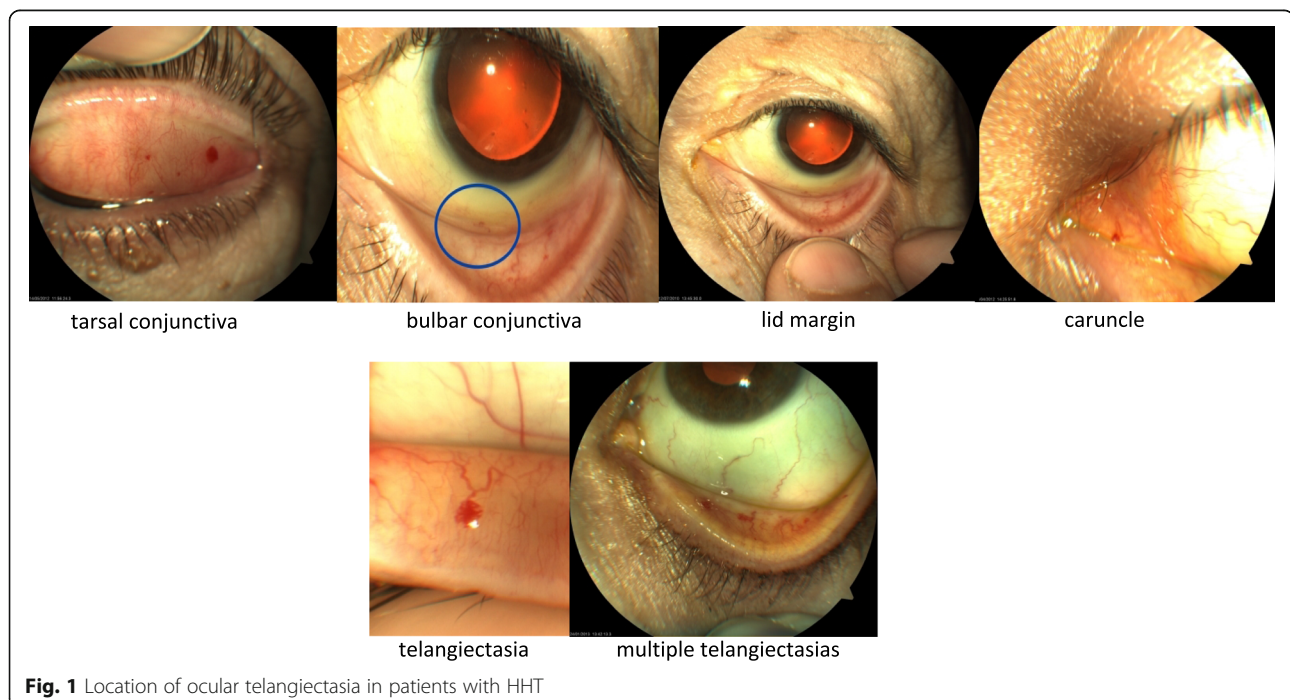 tarsal conjunctiva
bulbar conjunctiva
lid margin
caruncle
telangiectasia
multiple telangiectasias
Fig. 1 Location of ocular telangiectasia in patients with HHT